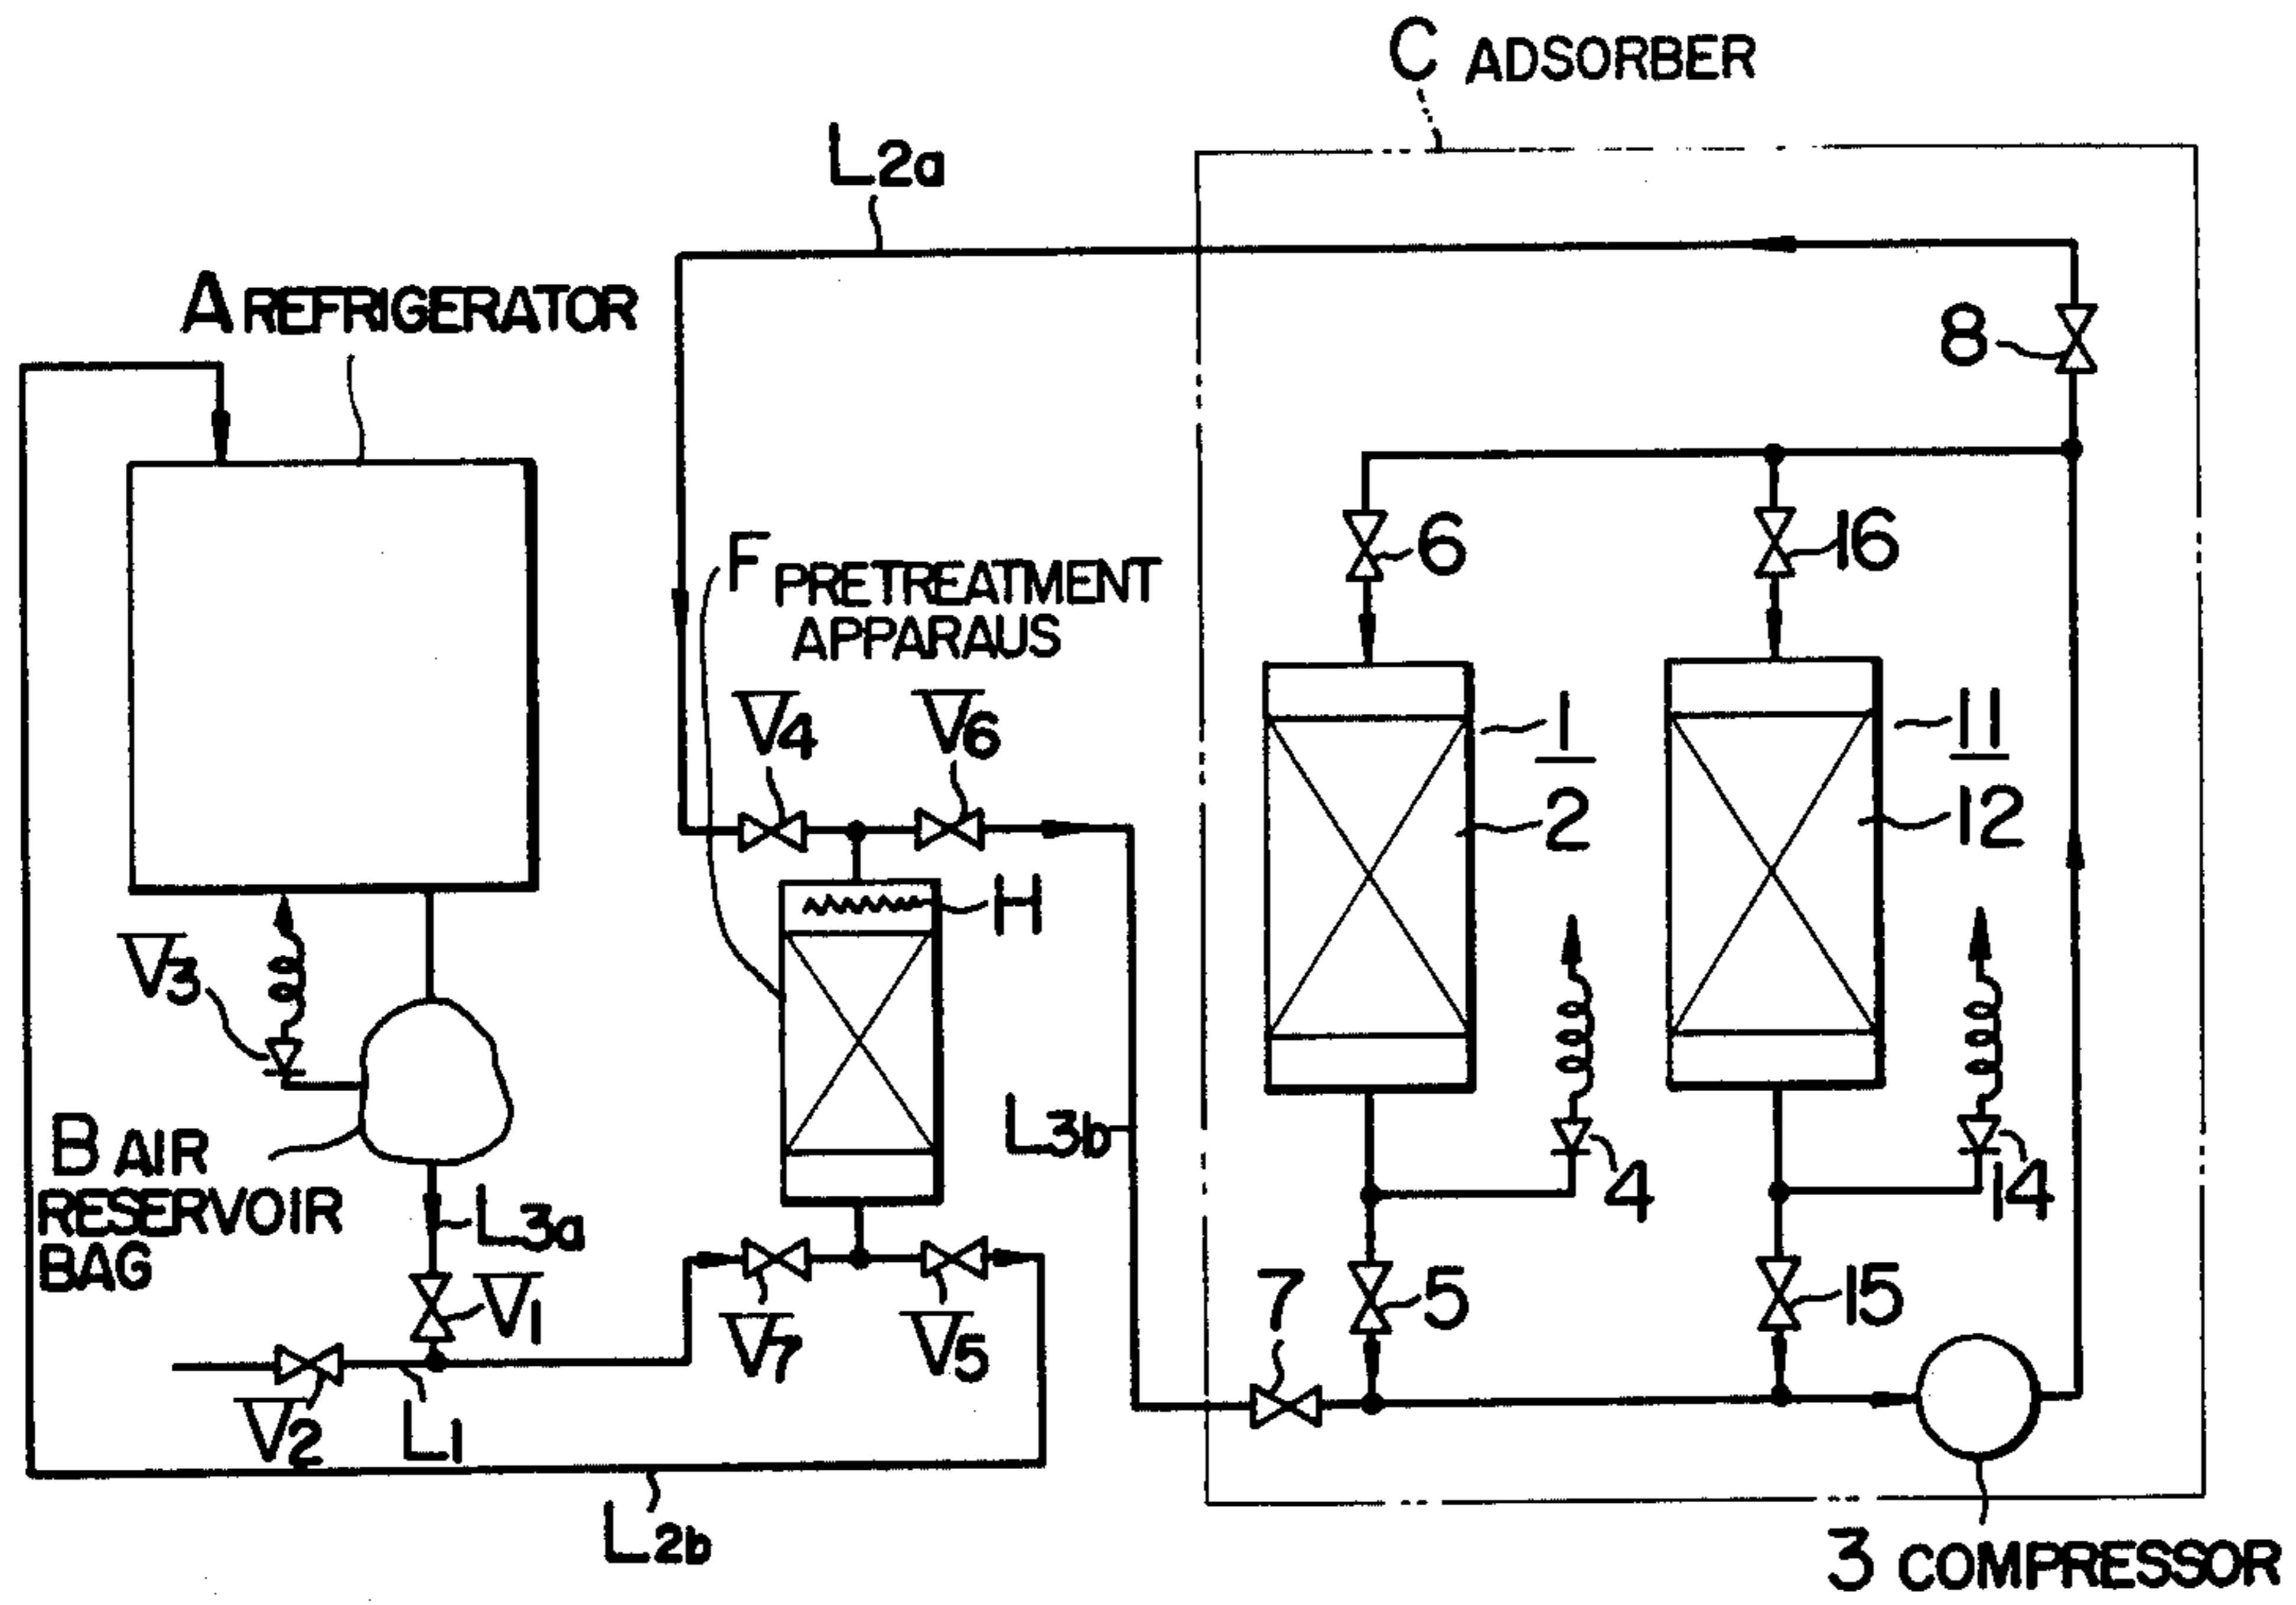 C ADSORBER
L2a
A REFRIGERATOR
8
F PRETREATMENT
APPARAUS
6
16
V4
V6
1
11
2
12
H
V3
B AIR
RESERVOIR
BAG
L3b
L3a
4
14
V1
V7
V5
7
5
15
V2
L1
L2b
3 COMPRESSOR